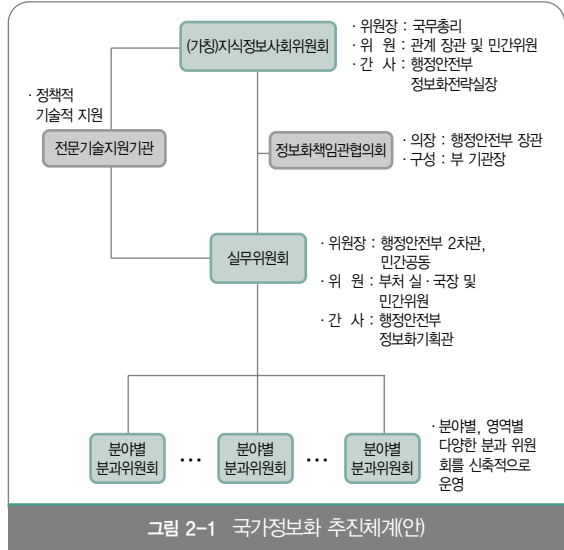 (가칭)지식정보사회위원회
· 위원장 : 국무총리
· 위 원 : 관계 장관 및 민간위원
· 간 사 : 행정안전부
정보화전략실장
· 정책적
기술적 지원
전문기술지원기관
정보화책임관협의회
· 의장 : 행정안전부 장관
· 구성 : 부 기관장
실무위원회
· 위원장 : 행정안전부 2차관,
민간공동
· 위 원 : 부처 실·국장 및
민간위원
· 간 사 : 행정안전부
정보화기획관
분야별
분과위원회
...
분야별
분과위원회
...
분야별
분과위원회
· 분야별, 영역별
다양한 분과 위원
회를 신축적으로
운영
그림 2-1 국가정보화 추진체계(안)